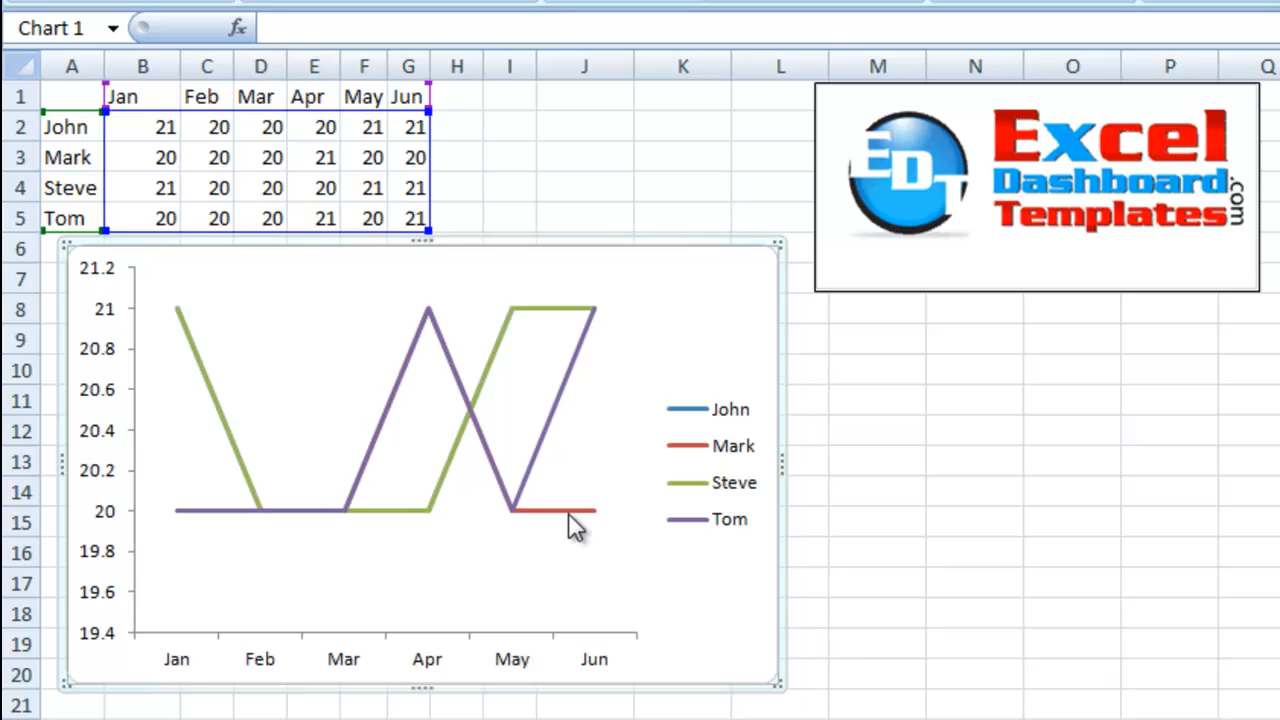 Chart 1 fx
A B C D E F G H I J K L M N O P Q
1 Jan Feb Mar Apr May Jun
2 John 21 20 20 20 21 21
3 Mark 20 20 20 21 20 20
4 Steve 21 20 20 20 21 21
5 Tom 20 20 20 21 20 21
6
7
8
9
10
11
12
13
14
15
16
17
18
19
20
21
EDT
Excel
Dashboard
Templates
.com
21.2
21
20.8
20.6
20.4
20.2
20
19.8
19.6
19.4
Jan Feb Mar Apr May Jun
John
Mark
Steve
Tom